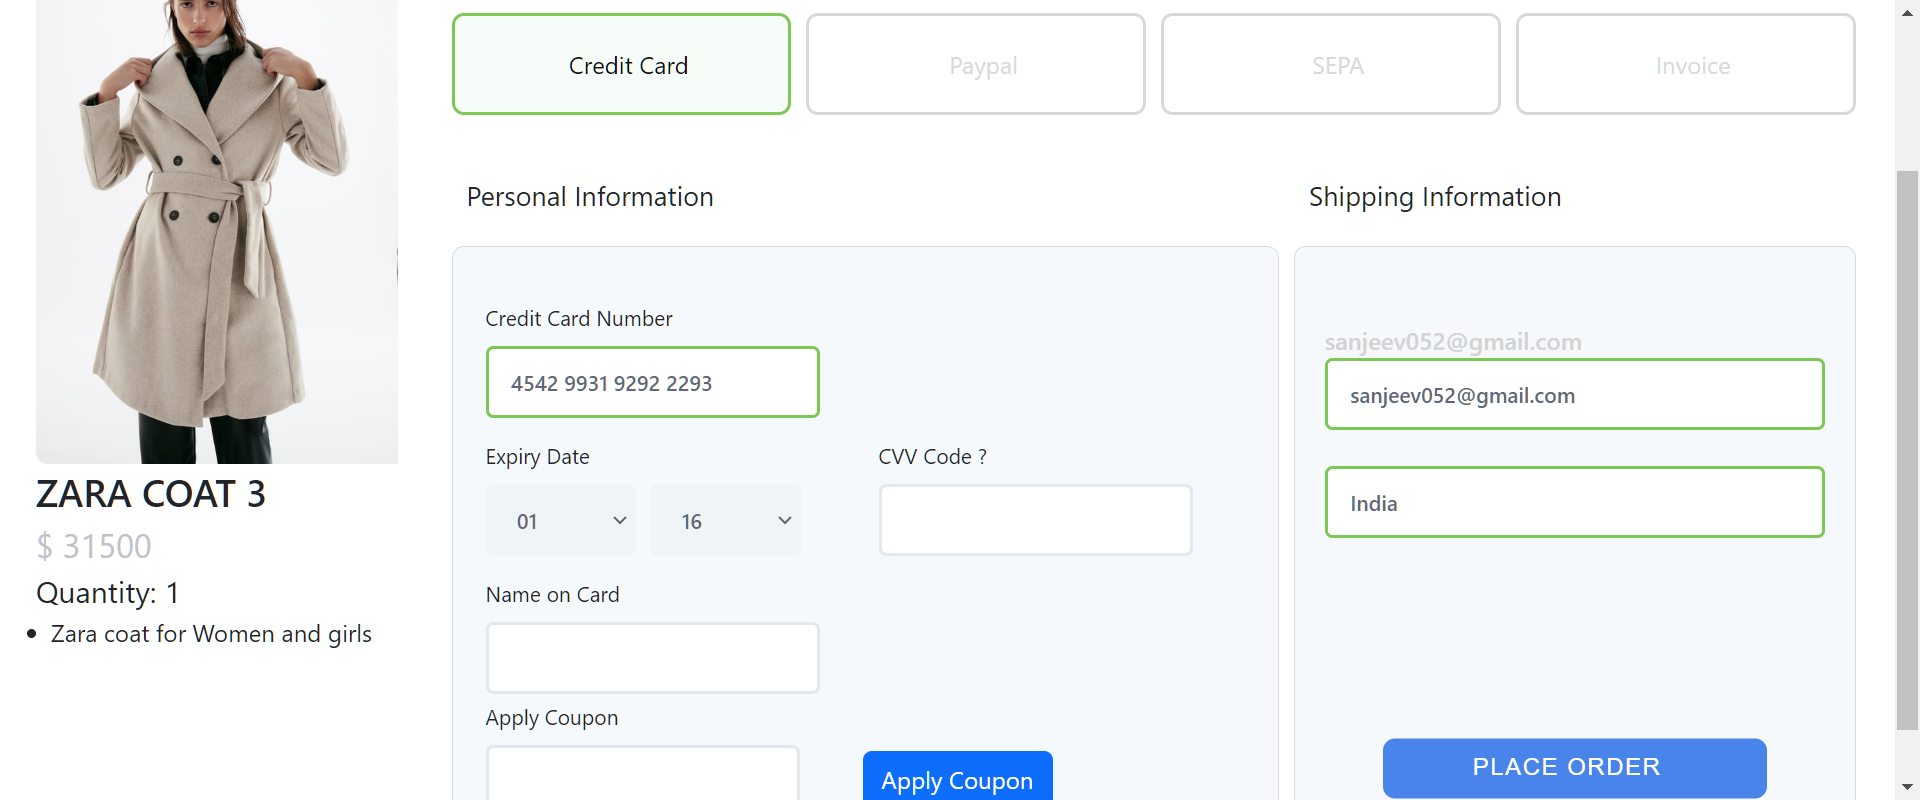 Credit Card
Paypal
SEPA
Invoice
Personal Information
Shipping Information
Credit Card Number
4542 9931 9292 2293
Expiry Date
CVV Code ?
01
16
Name on Card
Apply Coupon
Apply Coupon
sanjeev052@gmail.com
sanjeev052@gmail.com
India
PLACE ORDER
ZARA COAT 3
$ 31500
Quantity: 1
Zara coat for Women and girls